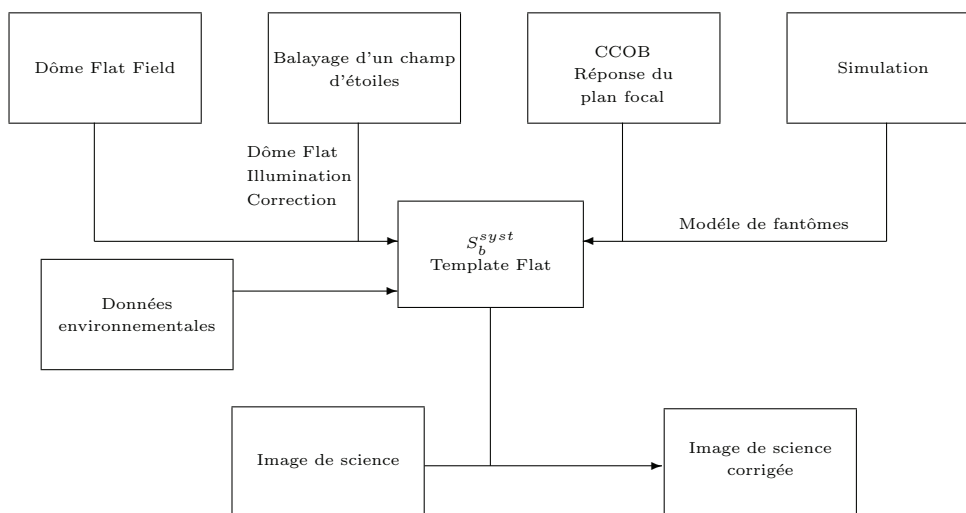 Dôme Flat Field
Balayage d'un champ
d'étoiles
CCOB
Réponse du
plan focal
Simulation
Dôme Flat
Illumination
Correction
Modéle de fantômes
S_b^{syst}
Template Flat
Données
environnementales
Image de science
Image de science
corrigée